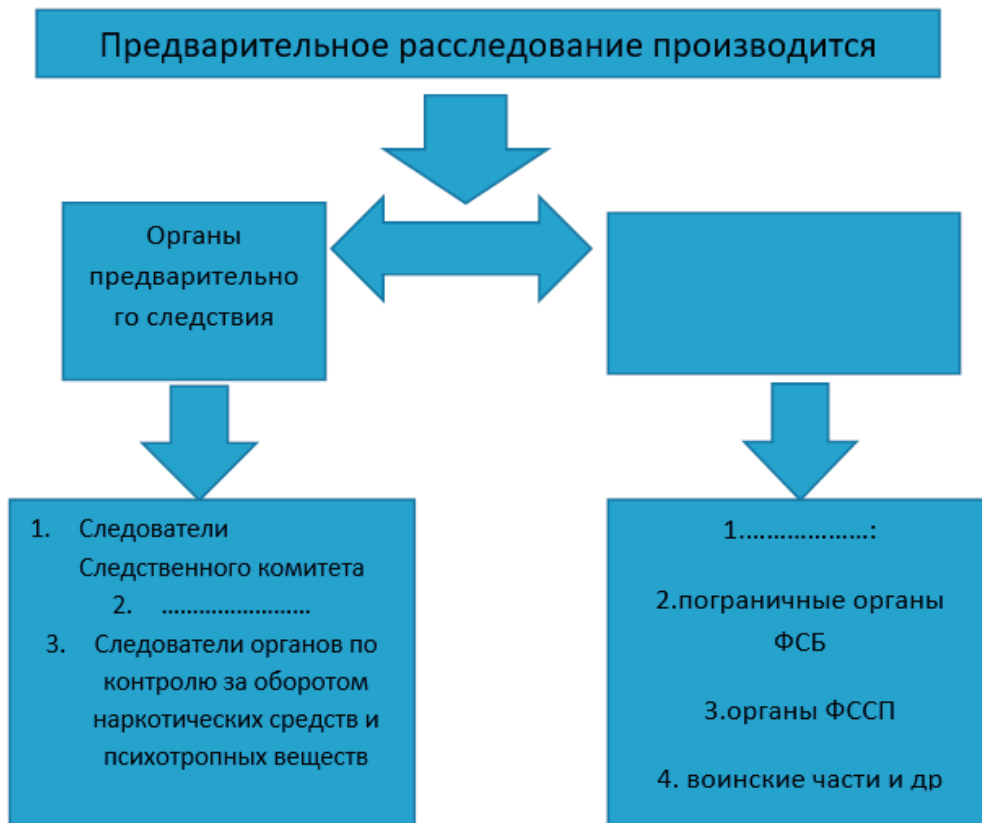 Предварительное расследование производится
Органы
предварительно
го следствия
1. Следователи
Следственного комитета
2. ........................
3. Следователи органов по
контролю за оборотом
наркотических средств и
психотропных веществ
1...................:
2.пограничные органы
ФСБ
3.органы ФССП
4. воинские части и др